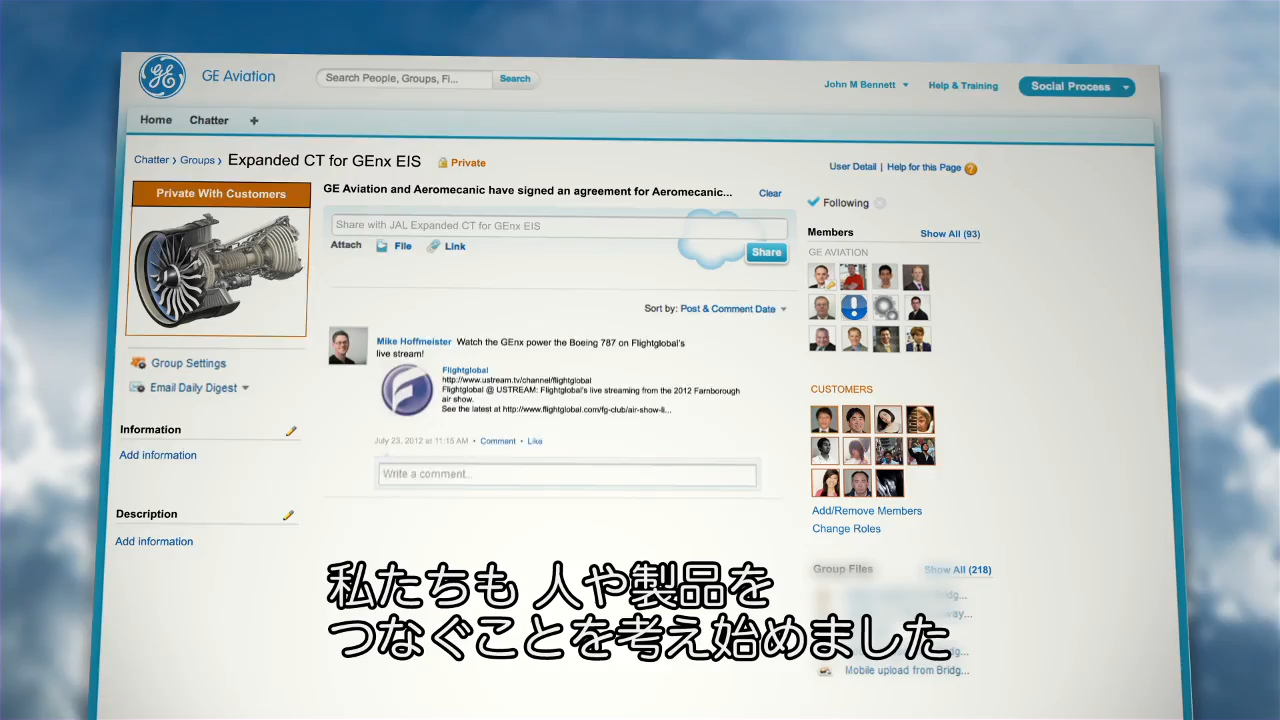 GE GE Aviation Search People, Groups, Fi... Search John M Bennett Help & Training Social Process
Home Chatter +
Chatter › Groups › Expanded CT for GEnx EIS Private User Detail | Help for this Page ?
Private With Customers
GE Aviation and Aeromecanic have signed an agreement for Aeromecanic... Clear
Share with JAL Expanded CT for GEnx EIS
Attach File Link Share
Following
Members Show All (93)
GE AVIATION
Sort by: Post & Comment Date
Mike Hoffmeister Watch the GEnx power the Boeing 787 on Flightglobal's
live stream!
Flightglobal
http://www.ustream.tv/channel/flightglobal
Flightglobal @ USTREAM: Flightglobal's live streaming from the 2012 Farnborough
air show.
See the latest at http://www.flightglobal.com/fg-club/air-show-li...
July 23, 2012 at 11:15 AM • Comment • Like
Write a comment...
Group Settings
Email Daily Digest
Information
Add information
Description
Add information
CUSTOMERS
Add/Remove Members
Change Roles
Group Files Show All (218)
Mobile upload from Bridg...
私たちも 人や製品を
つなぐことを考え始めました